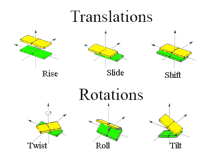 Translations
Rise Slide Shift
Rotations
Twist Roll Tilt